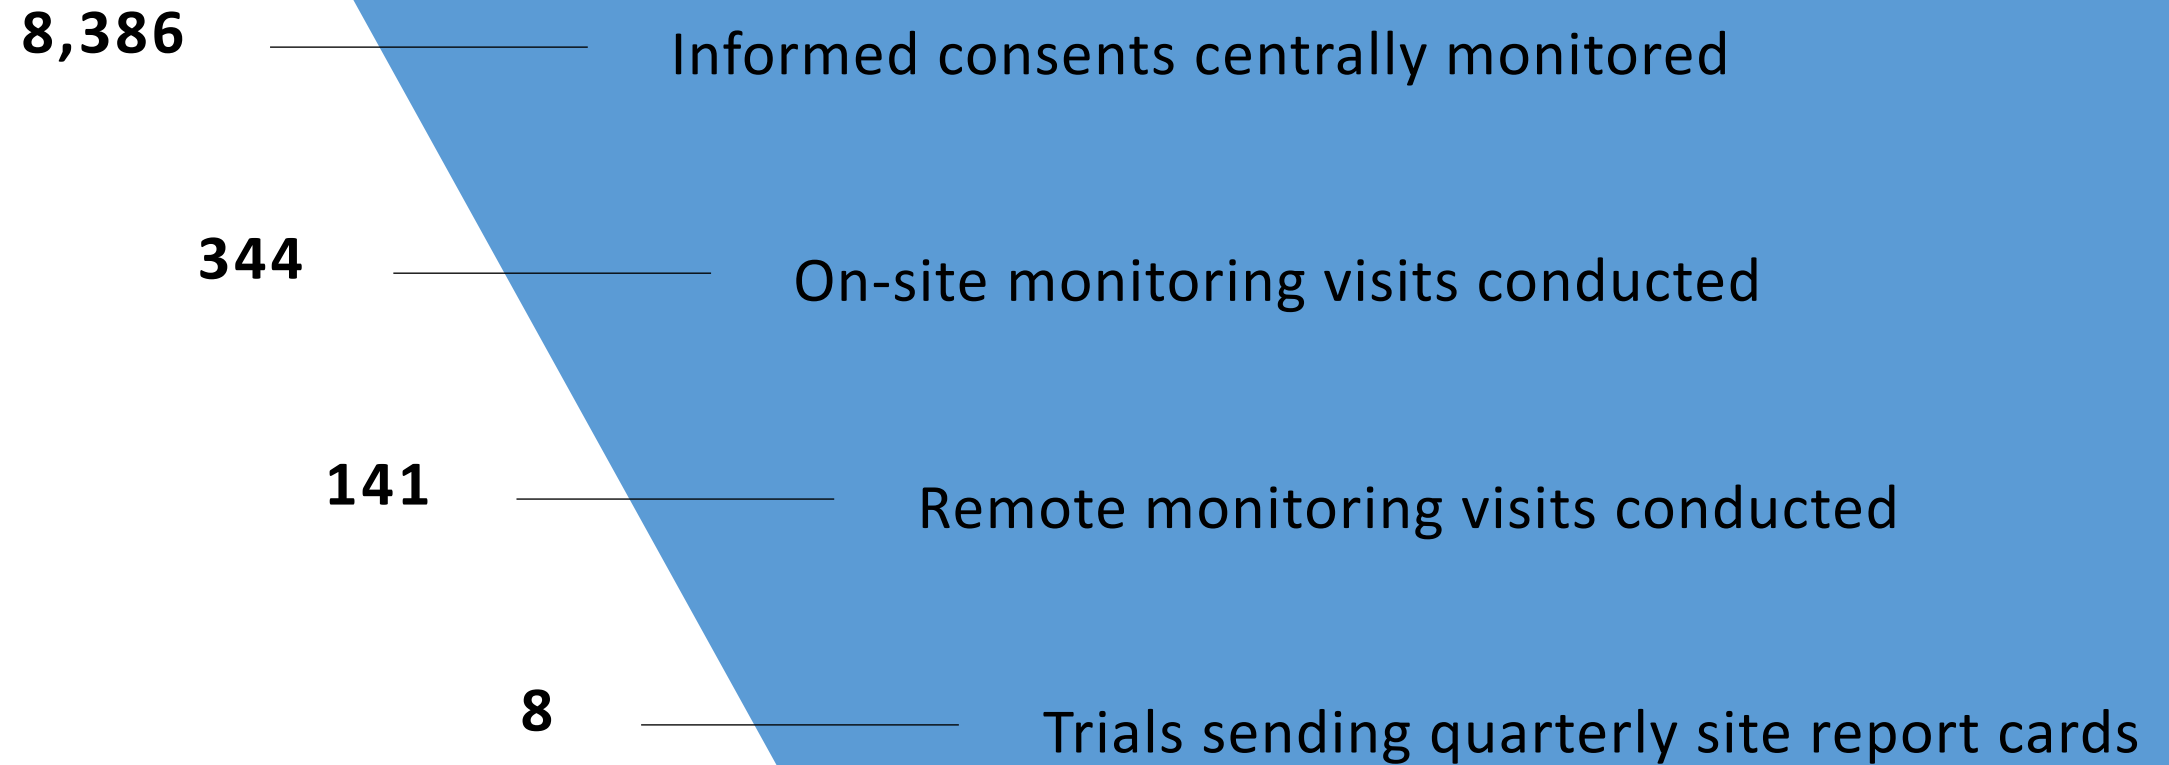 8,386 Informed consents centrally monitored
344 On-site monitoring visits conducted
141 Remote monitoring visits conducted
8 Trials sending quarterly site report cards